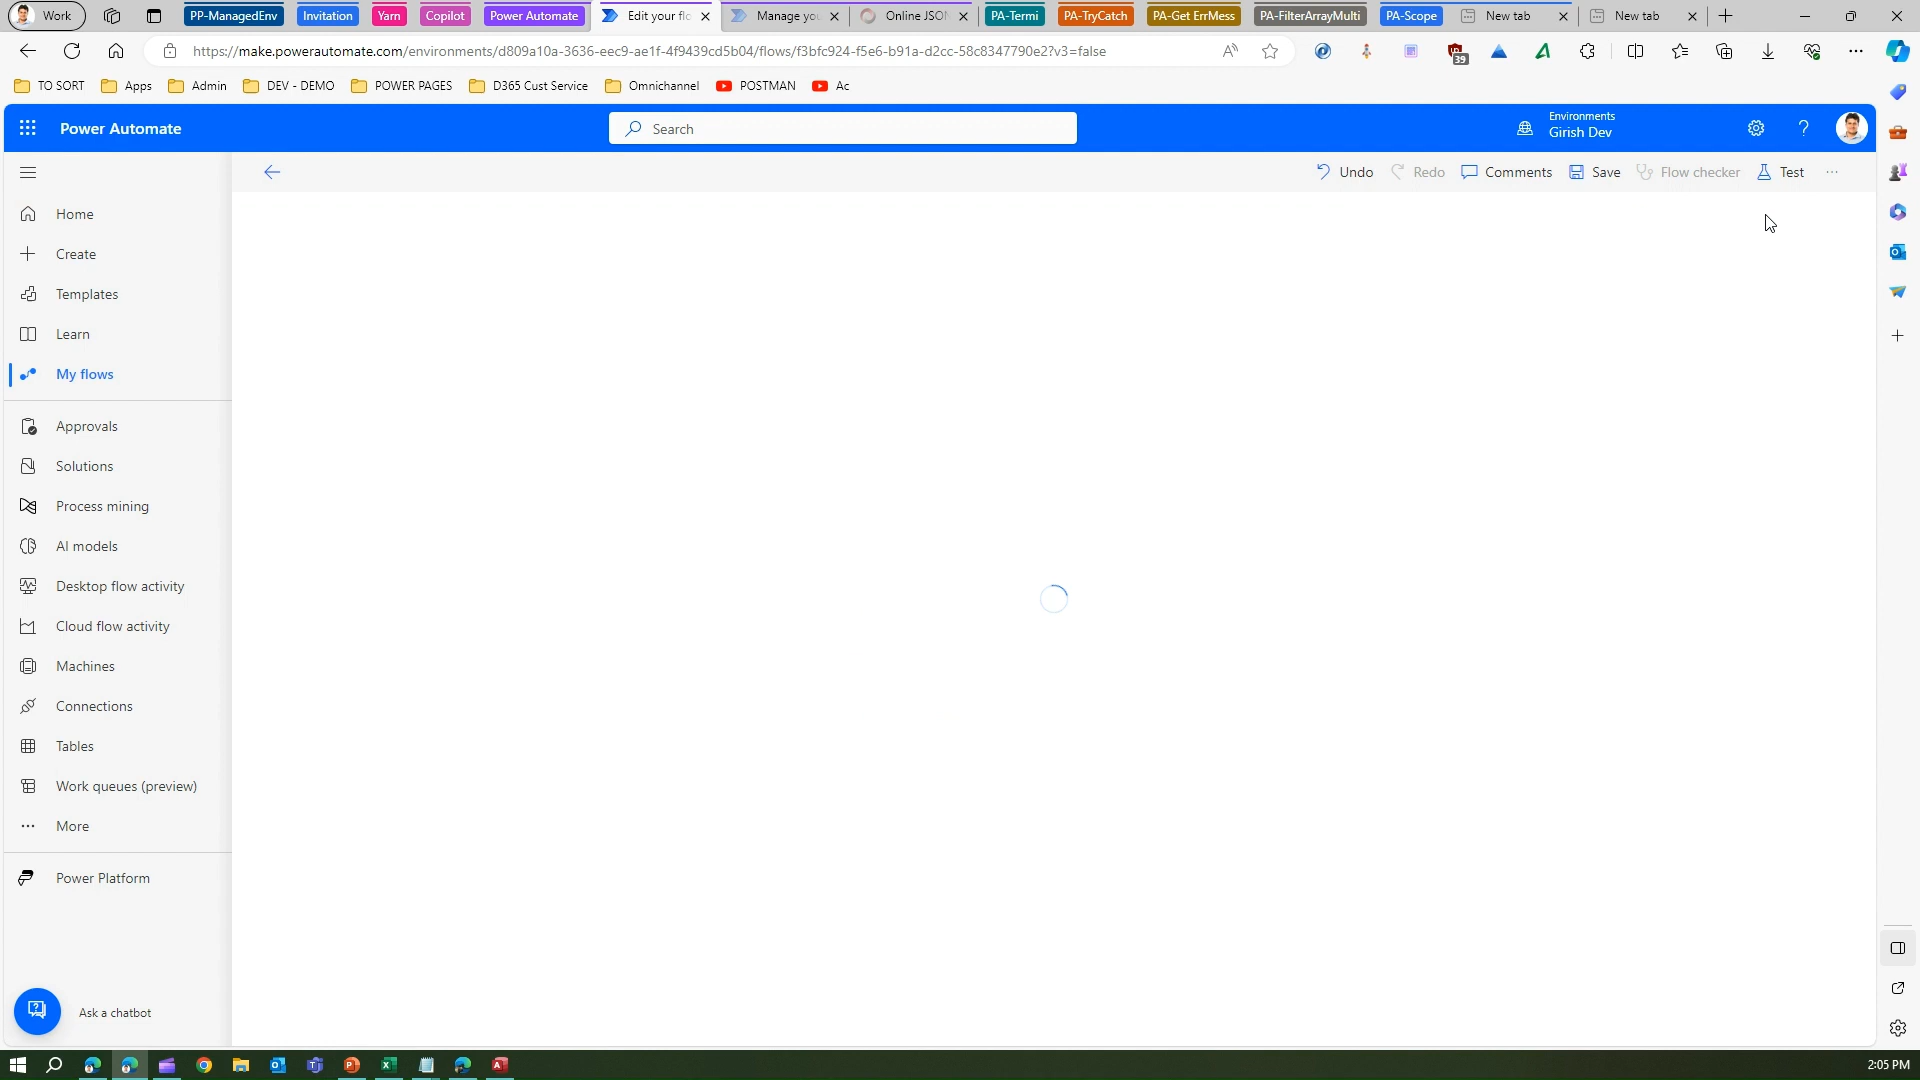 Work
PP-ManagedEnv
Invitation
Yarn
Copilot
Power Automate
Edit your flo
Manage you
Online JSON
PA-Termi
PA-TryCatch
PA-Get ErrMess
PA-FilterArrayMulti
PA-Scope
New tab
New tab
https://make.powerautomate.com/environments/d809a10a-3636-eec9-ae1f-4f9439cd5b04/flows/f3bfc924-f5e6-b91a-d2cc-58c8347790e2?v3=false
39
TO SORT
Apps
Admin
DEV - DEMO
POWER PAGES
D365 Cust Service
Omnichannel
POSTMAN
Ac
Power Automate
Search
Environments
Girish Dev
Undo
Redo
Comments
Save
Flow checker
Test
Home
Create
Templates
Learn
My flows
Approvals
Solutions
Process mining
AI models
Desktop flow activity
Cloud flow activity
Machines
Connections
Tables
Work queues (preview)
More
Power Platform
Ask a chatbot
2:05 PM